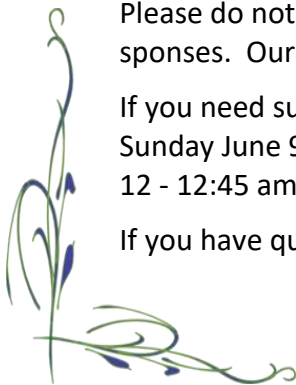 Please do not
sponses. Our
If you need su
Sunday June 9
12 - 12:45 am
If you have qu